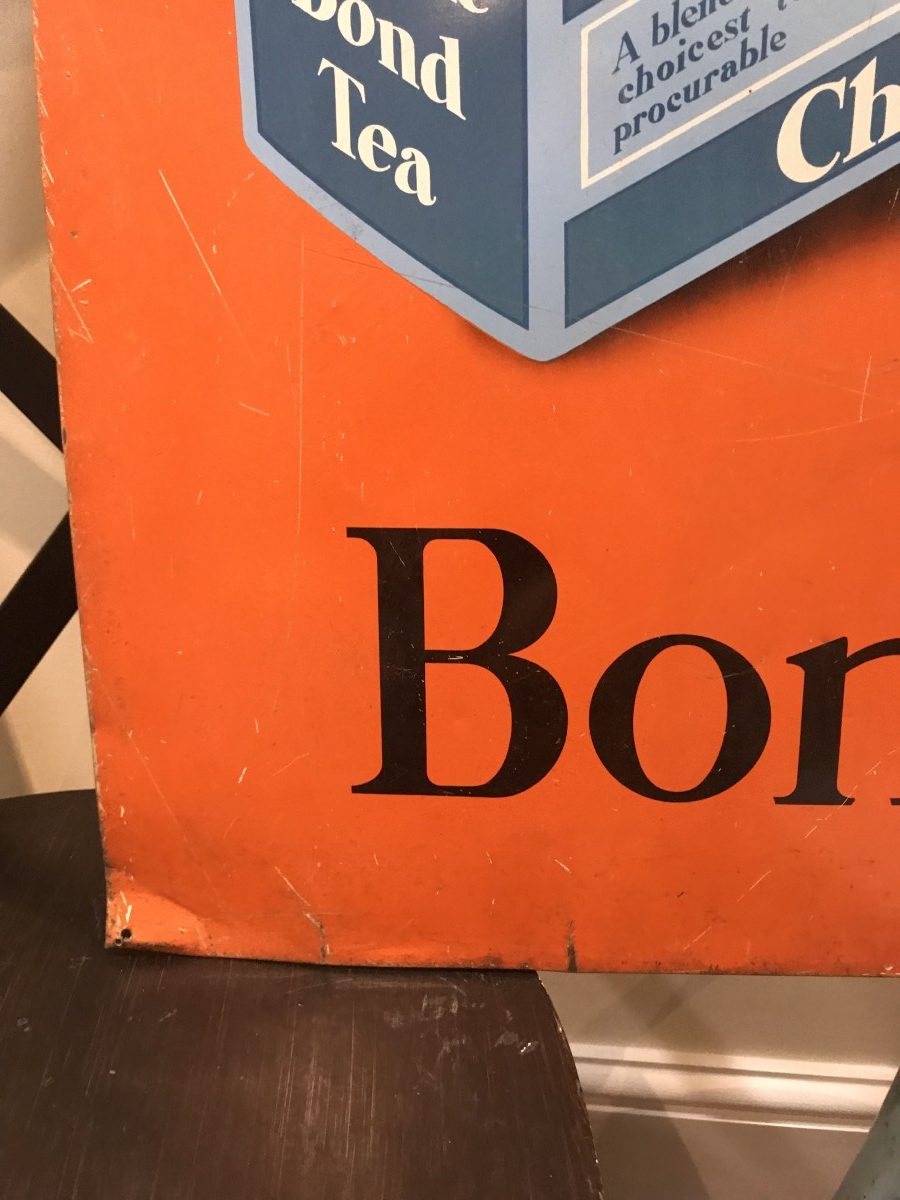 Bond
Tea
A blend
choicest
procurable
Ch
Bon